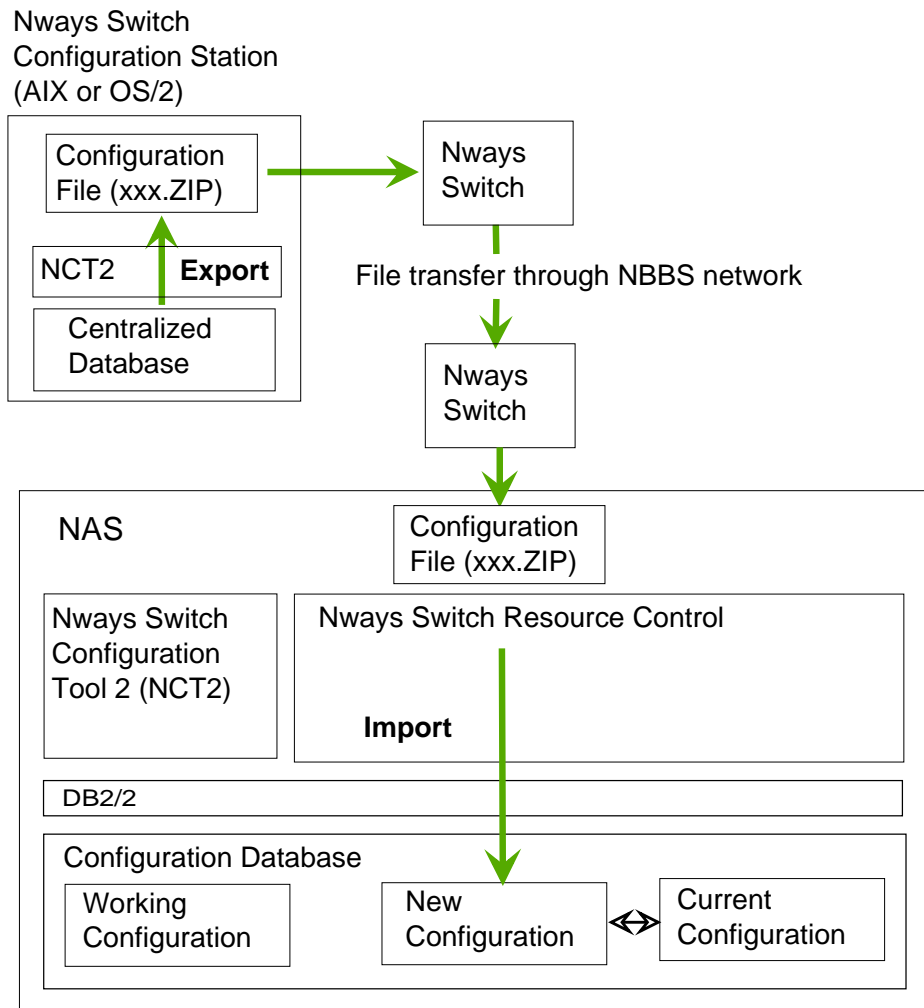 Nways Switch
Configuration Station
(AIX or OS/2)
Configuration
File (xxx.ZIP)
NCT2 Export
Centralized
Database
Nways
Switch
File transfer through NBBS network
Nways
Switch
NAS
Configuration
File (xxx.ZIP)
Nways Switch
Configuration
Tool 2 (NCT2)
Nways Switch Resource Control
Import
DB2/2
Configuration Database
Working
Configuration
New
Configuration
Current
Configuration